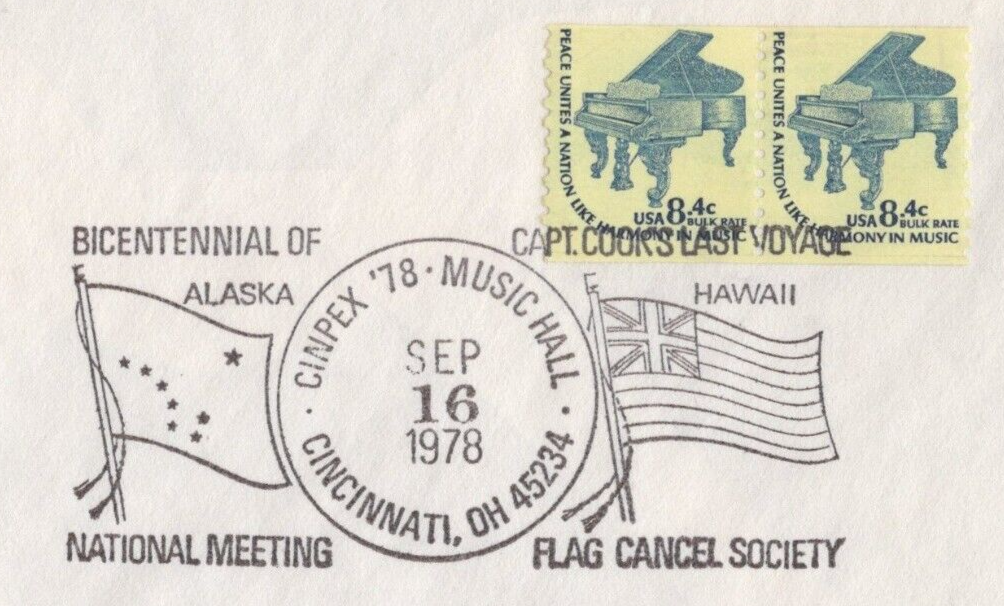 PEACE UNITES A NATION LIKE HARMONY IN MUSIC
USA 8.4c
BULK RATE
PEACE UNITES A NATION LIKE HARMONY IN MUSIC
USA 8.4c
BULK RATE
BICENTENNIAL OF CAPT. COOK'S LAST VOYAGE
ALASKA
HAWAII
CINPEX '78 · MUSIC HALL
SEP
16
1978
· CINCINNATI, OH 45234 ·
NATIONAL MEETING FLAG CANCEL SOCIETY